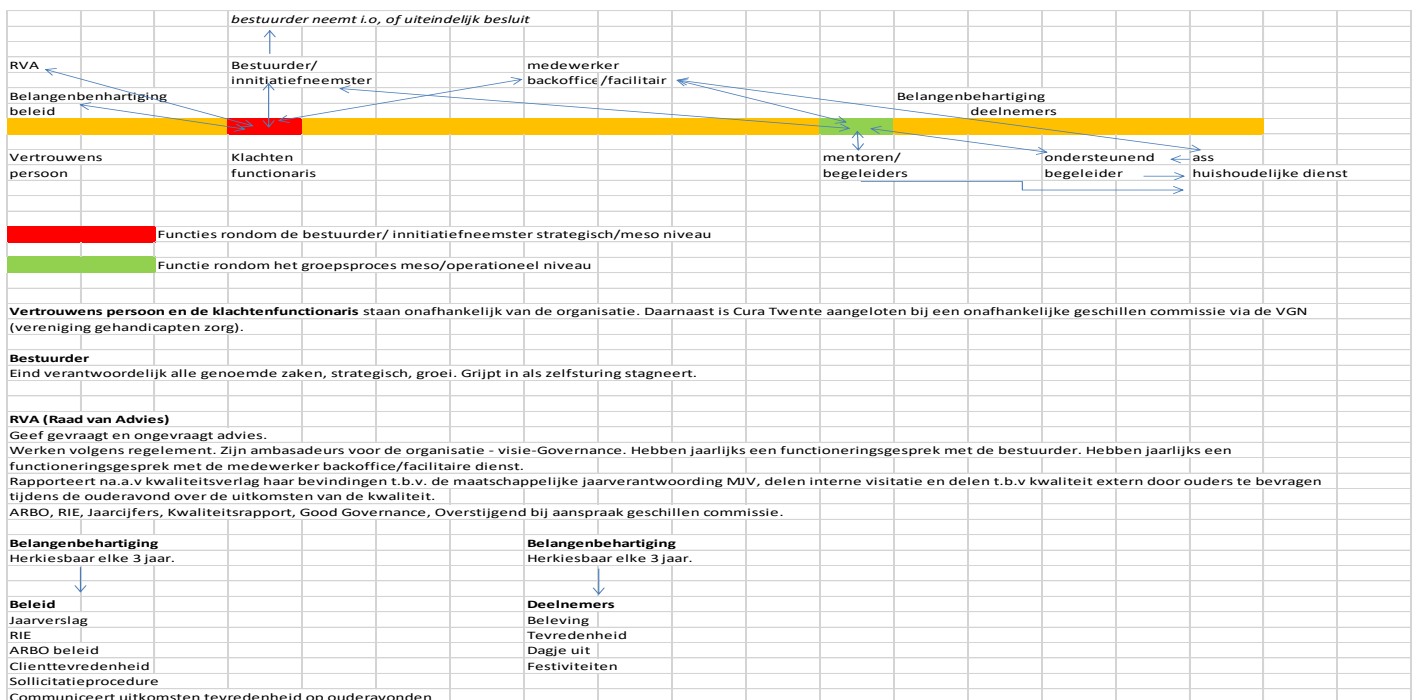 bestuurder neemt i.o, of uiteindelijk besluit
RVA
Bestuurder/
innitiatiefneemster
medewerker
backoffice/facilitair
Belangenbenhartiging
beleid
Belangenbehartiging
deelnemers
Vertrouwens
persoon
Klachten
functionaris
mentoren/
begeleiders
ondersteunend
begeleider
ass
huishoudelijke dienst
Functies rondom de bestuurder/ innitiatiefneemster strategisch/meso niveau
Functie rondom het groepsproces meso/operationeel niveau
Vertrouwens persoon en de klachtenfunctionaris staan onafhankelijk van de organisatie. Daarnaast is Cura Twente aangeloten bij een onafhankelijke geschillen commissie via de VGN
(vereniging gehandicapten zorg).
Bestuurder
Eind verantwoordelijk alle genoemde zaken, strategisch, groei. Grijpt in als zelfsturing stagneert.
RVA (Raad van Advies)
Geef gevraagt en ongevraagt advies.
Werken volgens regelement. Zijn ambasadeurs voor de organisatie - visie-Governance. Hebben jaarlijks een functioneringsgesprek met de bestuurder. Hebben jaarlijks een
functioneringsgesprek met de medewerker backoffice/facilitaire dienst.
Rapporteert na.a.v kwaliteitsverlag haar bevindingen t.b.v. de maatschappelijke jaarverantwoording MJV, delen interne visitatie en delen t.b.v kwaliteit extern door ouders te bevragen
tijdens de ouderavond over de uitkomsten van de kwaliteit.
ARBO, RIE, Jaarcijfers, Kwaliteitsrapport, Good Governance, Overstijgend bij aanspraak geschillen commissie.
Belangenbehartiging
Herkiesbaar elke 3 jaar.
Belangenbehartiging
Herkiesbaar elke 3 jaar.
Beleid
Jaarverslag
RIE
ARBO beleid
Clienttevredenheid
Sollicitatieprocedure
Communiceert uitkomsten tevredenheid op ouderavonden
Deelnemers
Beleving
Tevredenheid
Dagje uit
Festiviteiten